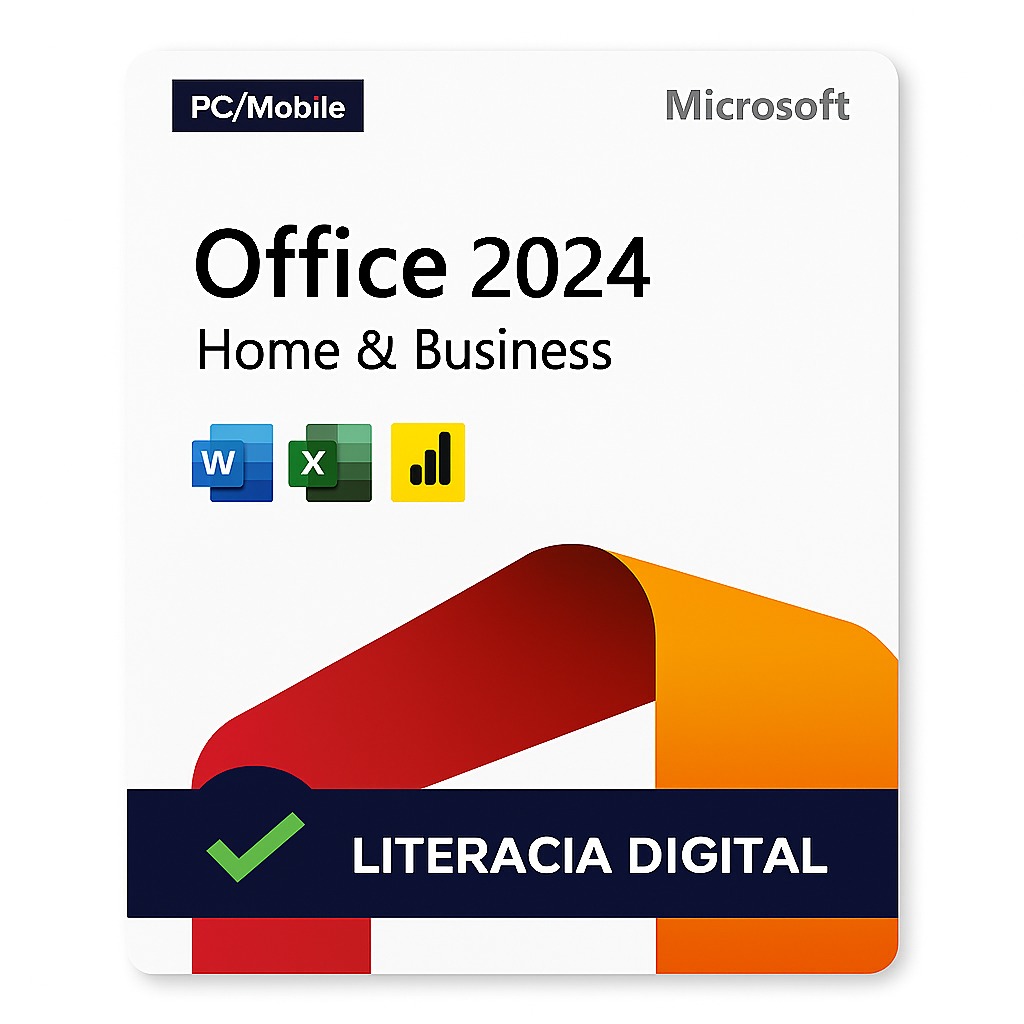 PC/Mobile
Microsoft
Office 2024
Home & Business
W
X
LITERACIA DIGITAL